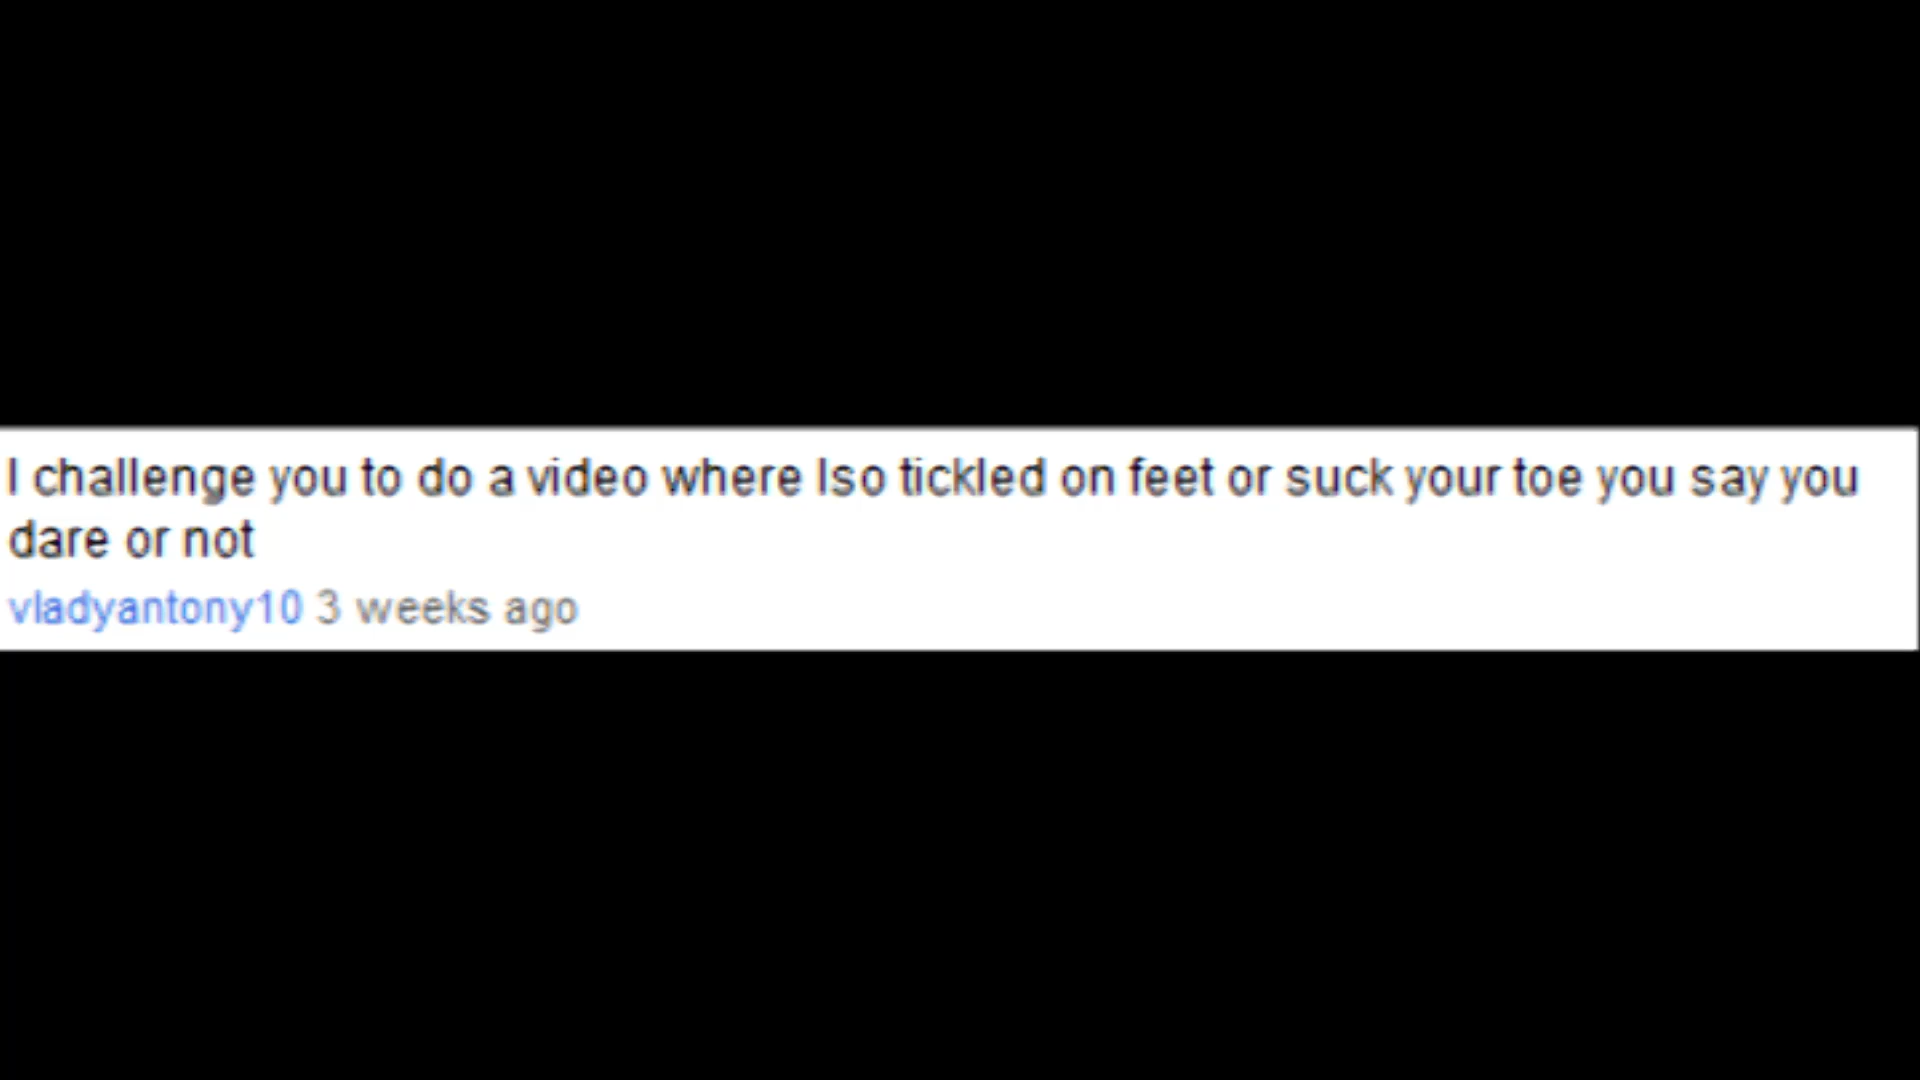 I challenge you to do a video where Iso tickled on feet or suck your toe you say you
dare or not
vladyantony10 3 weeks ago